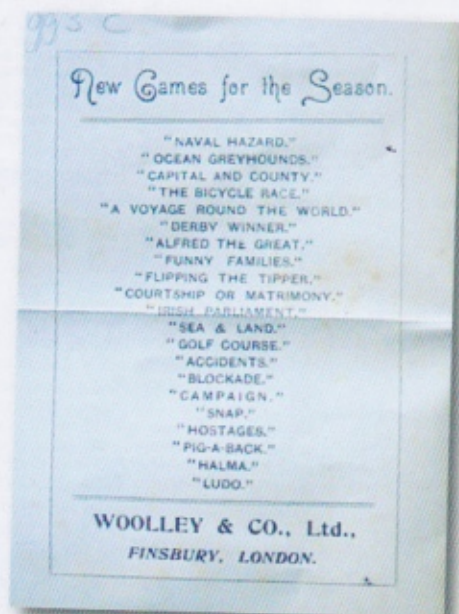 993 C
New Games for the Season.
"NAVAL HAZARD."
"OCEAN GREYHOUNDS."
"CAPITAL AND COUNTY."
"THE BICYCLE RACE."
"A VOYAGE ROUND THE WORLD."
"DERBY WINNER."
"ALFRED THE GREAT."
"FUNNY FAMILIES."
"FLIPPING THE TIPPER."
"COURTSHIP OR MATRIMONY."
"IRISH PARLIAMENT."
"SEA & LAND."
"GOLF COURSE."
"ACCIDENTS."
"BLOCKADE."
"CAMPAIGN."
"SNAP."
"HOSTAGES."
"PIG-A-BACK."
"HALMA."
"LUDO."
WOOLLEY & CO., Ltd.,
FINSBURY, LONDON.